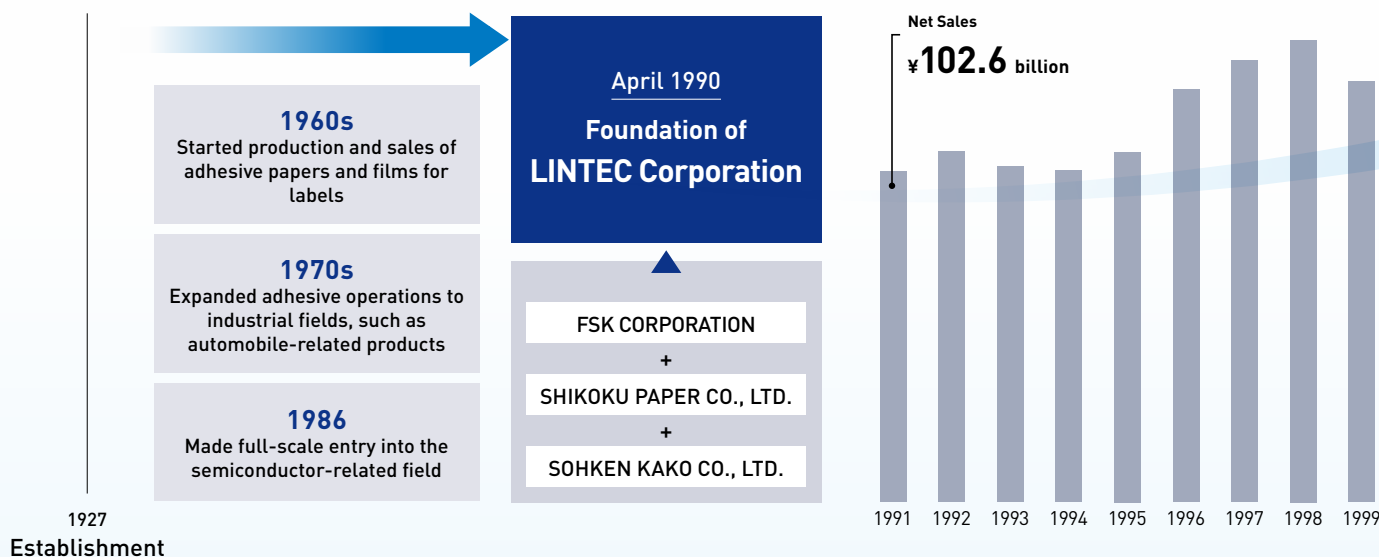 1927
Establishment
1960s
Started production and sales of
adhesive papers and films for
labels
1970s
Expanded adhesive operations to
industrial fields, such as
automobile-related products
1986
Made full-scale entry into the
semiconductor-related field
April 1990
Foundation of
LINTEC Corporation
FSK CORPORATION
+
SHIKOKU PAPER CO., LTD.
+
SOHKEN KAKO CO., LTD.
Net Sales
¥102.6 billion
1991 1992 1993 1994 1995 1996 1997 1998 1999